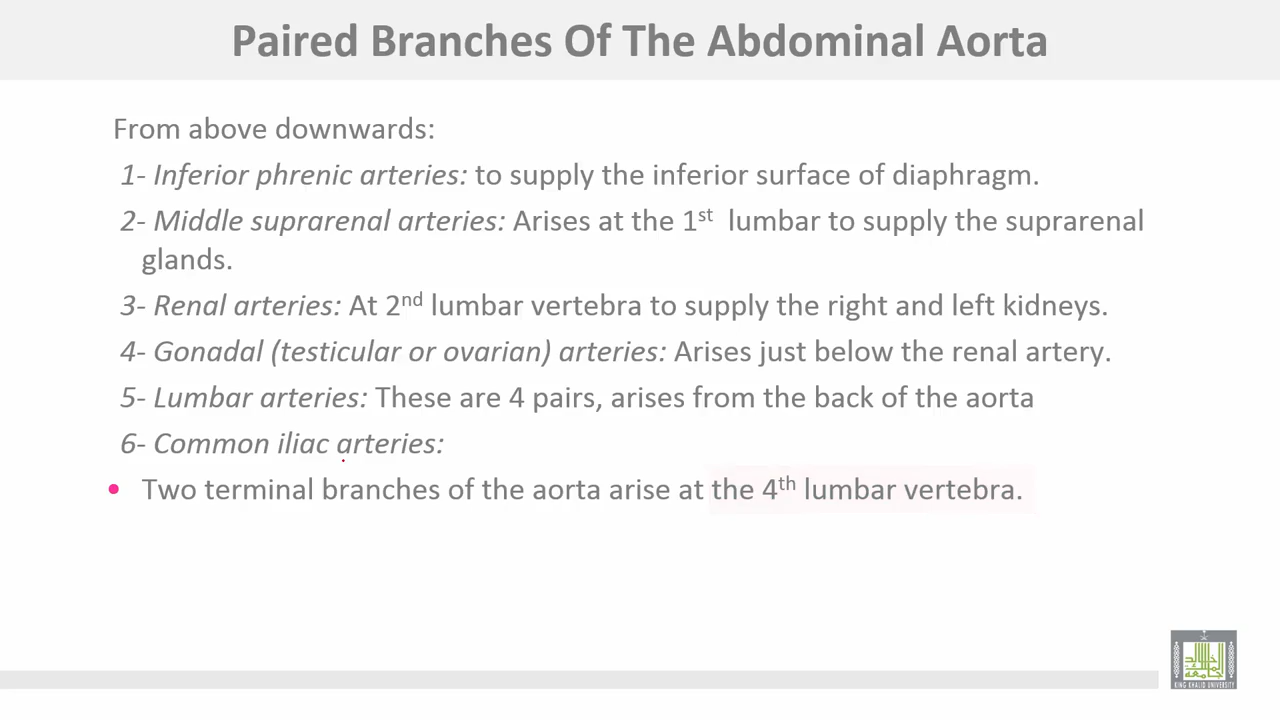 Paired Branches Of The Abdominal Aorta
From above downwards:
1- Inferior phrenic arteries: to supply the inferior surface of diaphragm.
2- Middle suprarenal arteries: Arises at the 1st lumbar to supply the suprarenal
glands.
3- Renal arteries: At 2nd lumbar vertebra to supply the right and left kidneys.
4- Gonadal (testicular or ovarian) arteries: Arises just below the renal artery.
5- Lumbar arteries: These are 4 pairs, arises from the back of the aorta
6- Common iliac arteries:
• Two terminal branches of the aorta arise at the 4th lumbar vertebra.
KING KHALID UNIVERSITY